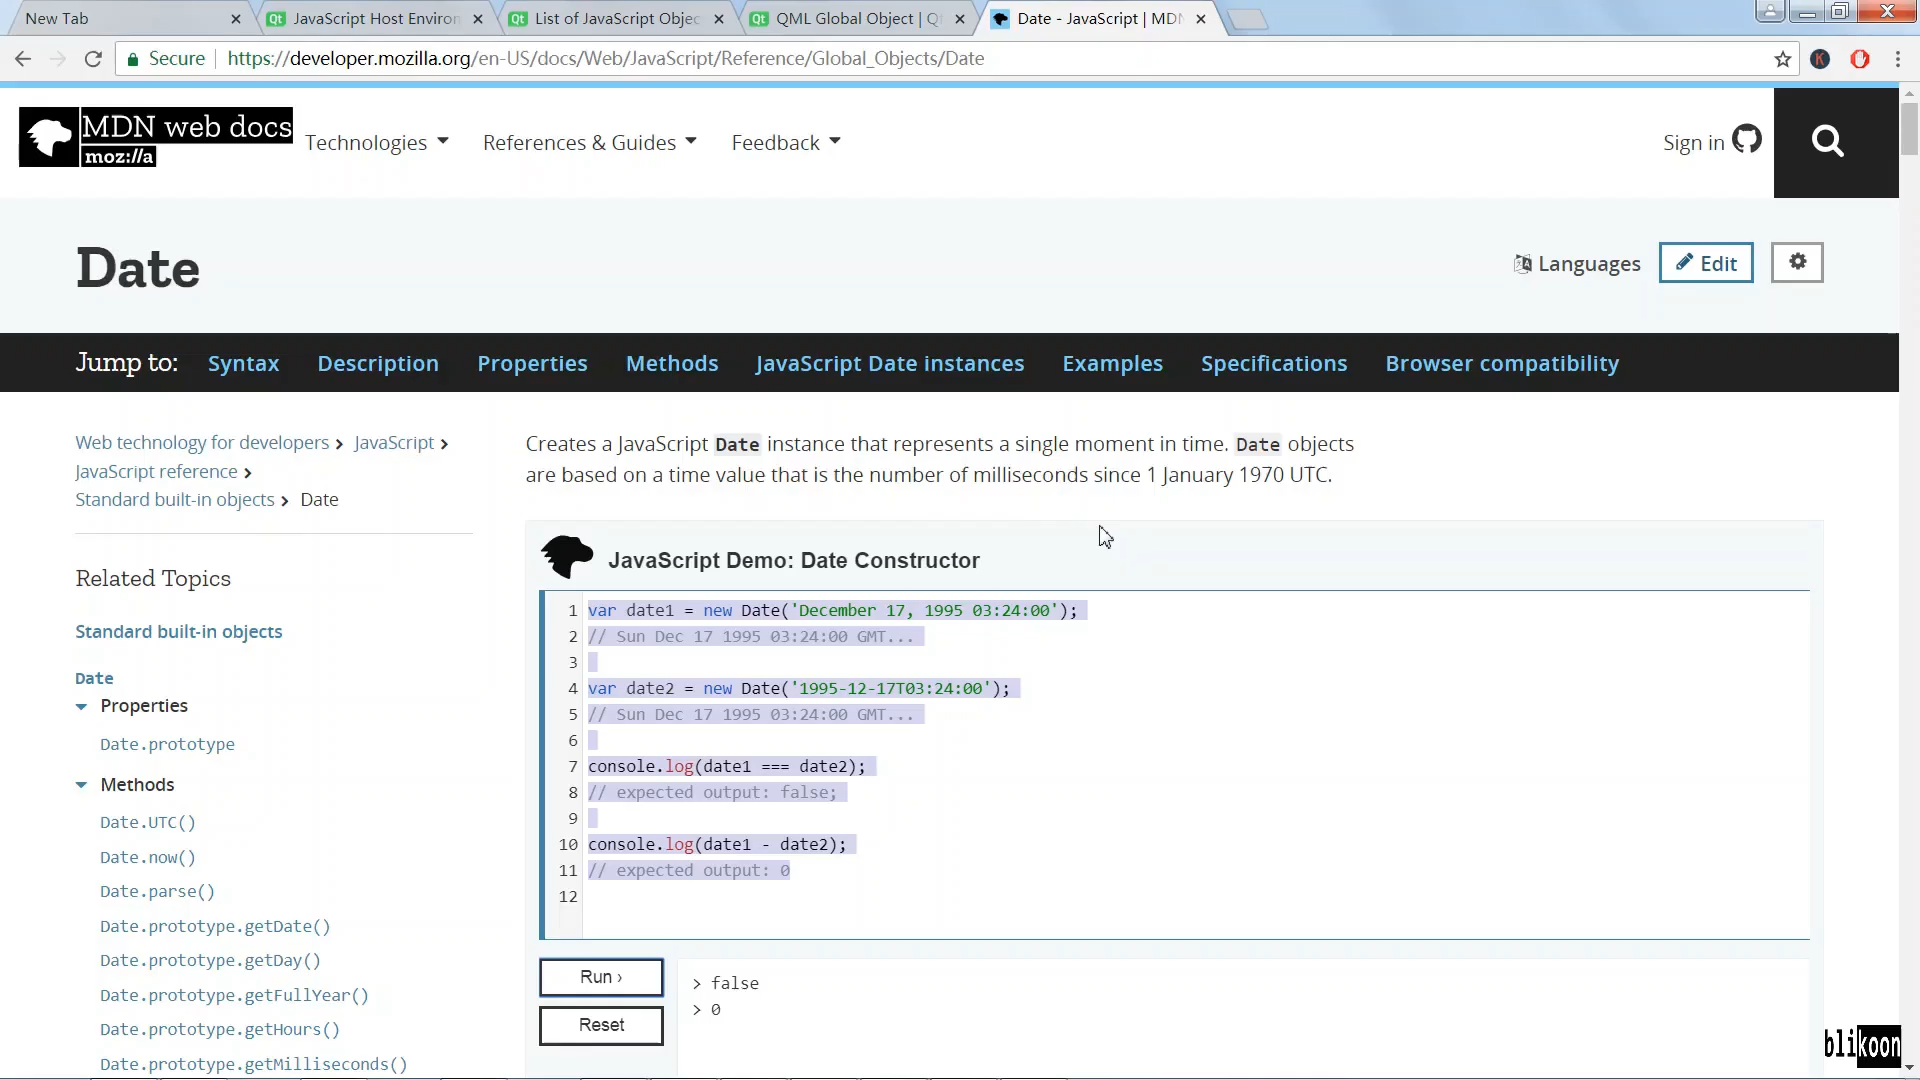 New Tab
JavaScript Host Environ
List of JavaScript Objec
QML Global Object | Q
Date - JavaScript | MDN
Secure https://developer.mozilla.org/en-US/docs/Web/JavaScript/Reference/Global_Objects/Date
MDN web docs
moz://a
Technologies
References & Guides
Feedback
Sign in
Date
Languages
Edit
Jump to: Syntax Description Properties Methods JavaScript Date instances Examples Specifications Browser compatibility
Web technology for developers › JavaScript ›
JavaScript reference ›
Standard built-in objects › Date
Related Topics
Standard built-in objects
Date
Properties
Date.prototype
Methods
Date.UTC()
Date.now()
Date.parse()
Date.prototype.getDate()
Date.prototype.getDay()
Date.prototype.getFullYear()
Date.prototype.getHours()
Date.prototype.getMilliseconds()
Creates a JavaScript Date instance that represents a single moment in time. Date objects
are based on a time value that is the number of milliseconds since 1 January 1970 UTC.
JavaScript Demo: Date Constructor
1 var date1 = new Date('December 17, 1995 03:24:00');
2 // Sun Dec 17 1995 03:24:00 GMT...
3
4 var date2 = new Date('1995-12-17T03:24:00');
5 // Sun Dec 17 1995 03:24:00 GMT...
6
7 console.log(date1 === date2);
8 // expected output: false;
9
10 console.log(date1 - date2);
11 // expected output: 0
12
Run ›
Reset
> false
> 0
blikoon